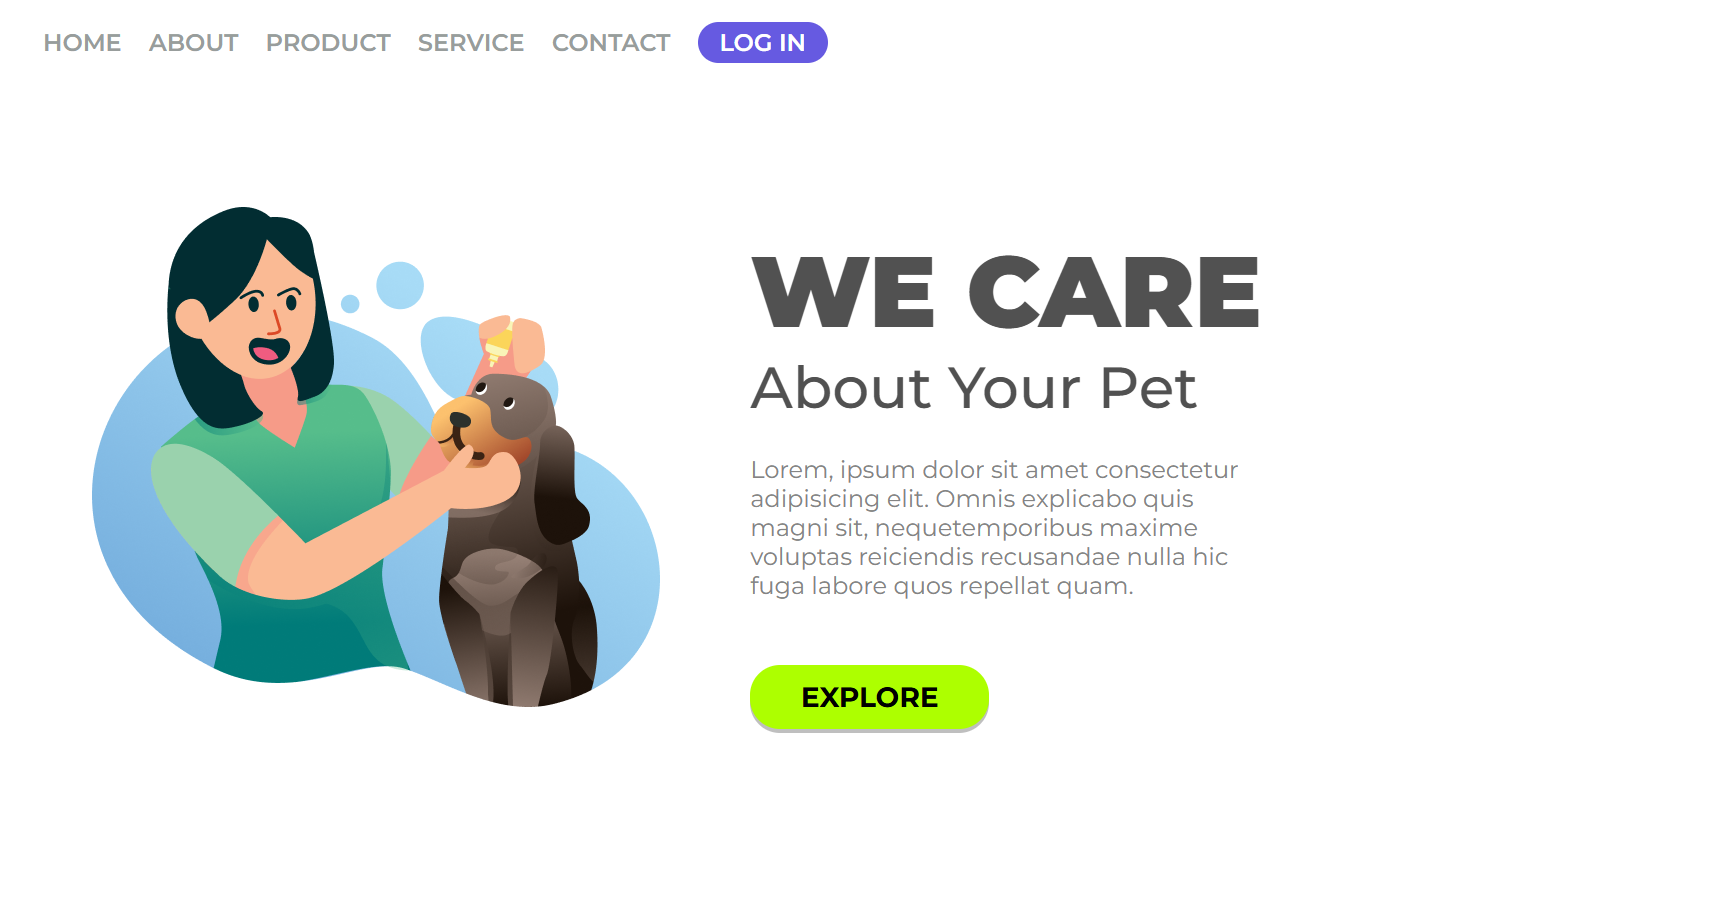 HOME ABOUT PRODUCT SERVICE CONTACT LOG IN
WE CARE
About Your Pet
Lorem, ipsum dolor sit amet consectetur
adipisicing elit. Omnis explicabo quis
magni sit, nequetemporibus maxime
voluptas reiciendis recusandae nulla hic
fuga labore quos repellat quam.
EXPLORE